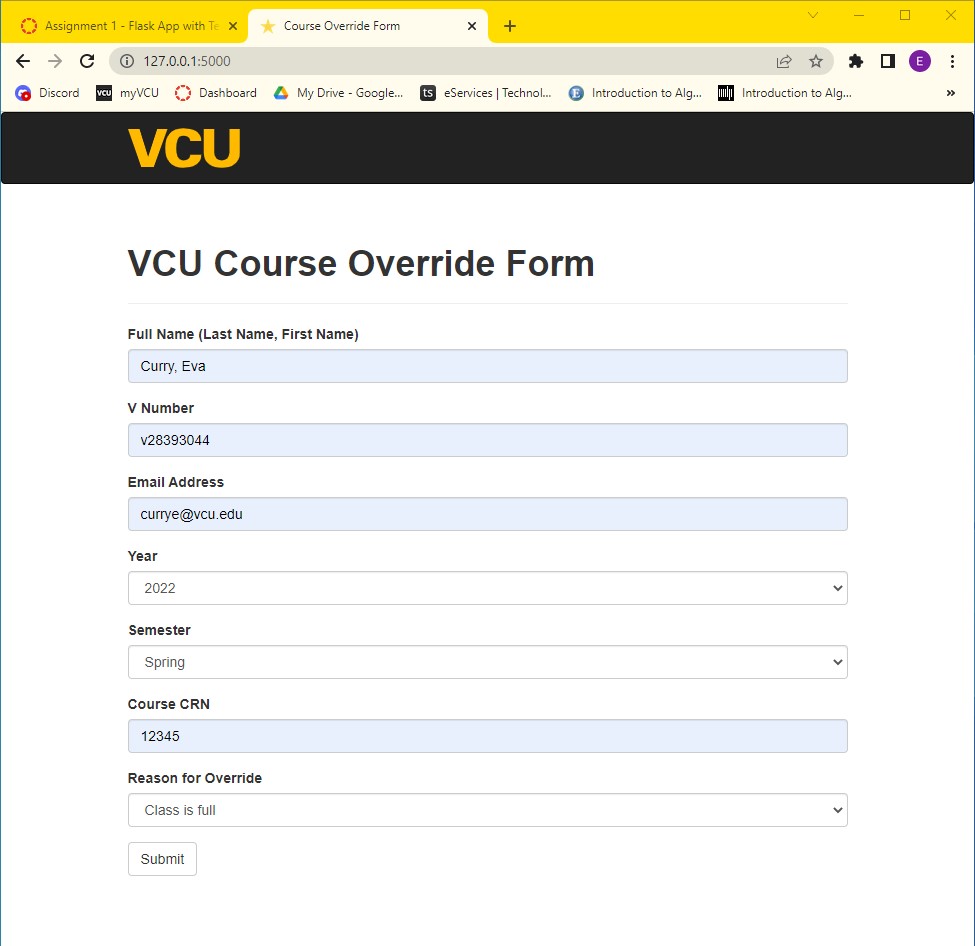 Assignment 1 - Flask App with Te
Course Override Form
127.0.0.1:5000
E
Discord
vcu
myVCU
Dashboard
My Drive - Google...
ts
eServices | Technol...
E
Introduction to Alg...
Introduction to Alg...
»
VCU
VCU Course Override Form
Full Name (Last Name, First Name)
Curry, Eva
V Number
v28393044
Email Address
currye@vcu.edu
Year
2022
Semester
Spring
Course CRN
12345
Reason for Override
Class is full
Submit